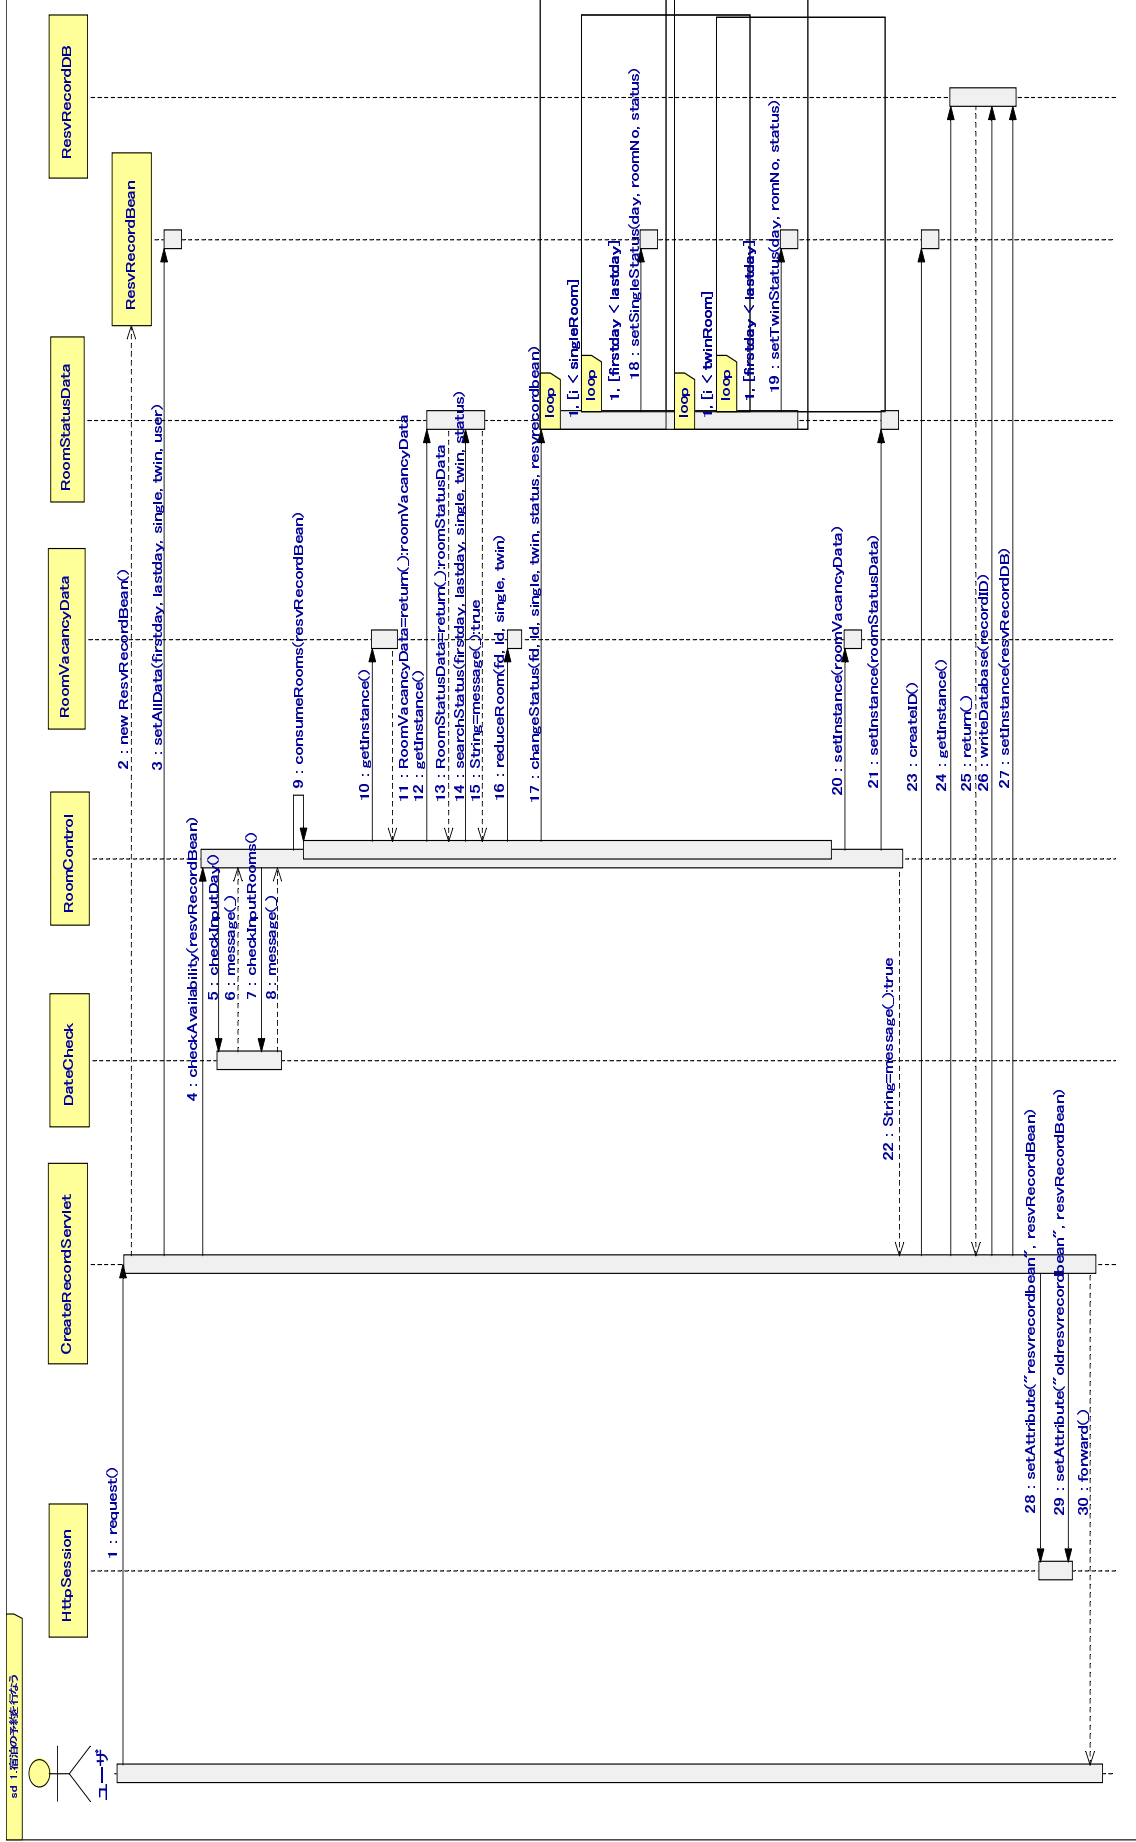 sd 1.宿泊の予約を行なう
ユーザ
HttpSession
CreateRecordServlet
DateCheck
RoomControl
RoomVacancyData
RoomStatusData
ResvRecordBean
ResvRecordDB
1 : request()
2 : new ResvRecordBean()
3 : setAllData(firstday, lastday, single, twin, user)
4 : checkAvailability(resvRecordBean)
5 : checkInputDay()
6 : message(_)
7 : checkInputRooms()
8 : message(_)
9 : consumeRooms(resvRecordBean)
10 : getInstance()
11 : RoomVacancyData=return(_):roomVacancyData
12 : getInstance()
13 : RoomStatusData=return(_):roomStatusData
14 : searchStatus(firstday, lastday, single, twin, status)
15 : String=message(_):true
16 : reduceRoom(fd, ld, single, twin)
17 : changeStatus(fd, ld, single, twin, status, resvrecordbean)
loop
1, [i < singleRoom]
loop
1, [firstday < lastday]
18 : setSingleStatus(day, roomNo, status)
loop
1, [i < twinRoom]
loop
1, [firstday < lastday]
19 : setTwinStatus(day, romNo, status)
20 : setInstance(roomVacancyData)
21 : setInstance(roomStatusData)
22 : String=message(_):true
23 : createID()
24 : getInstance()
25 : return(_)
26 : writeDatabase(recordID)
27 : setInstance(resvRecordDB)
28 : setAttribute("resvrecordbean", resvRecordBean)
29 : setAttribute("oldresvrecordbean", resvRecordBean)
30 : forward(_)